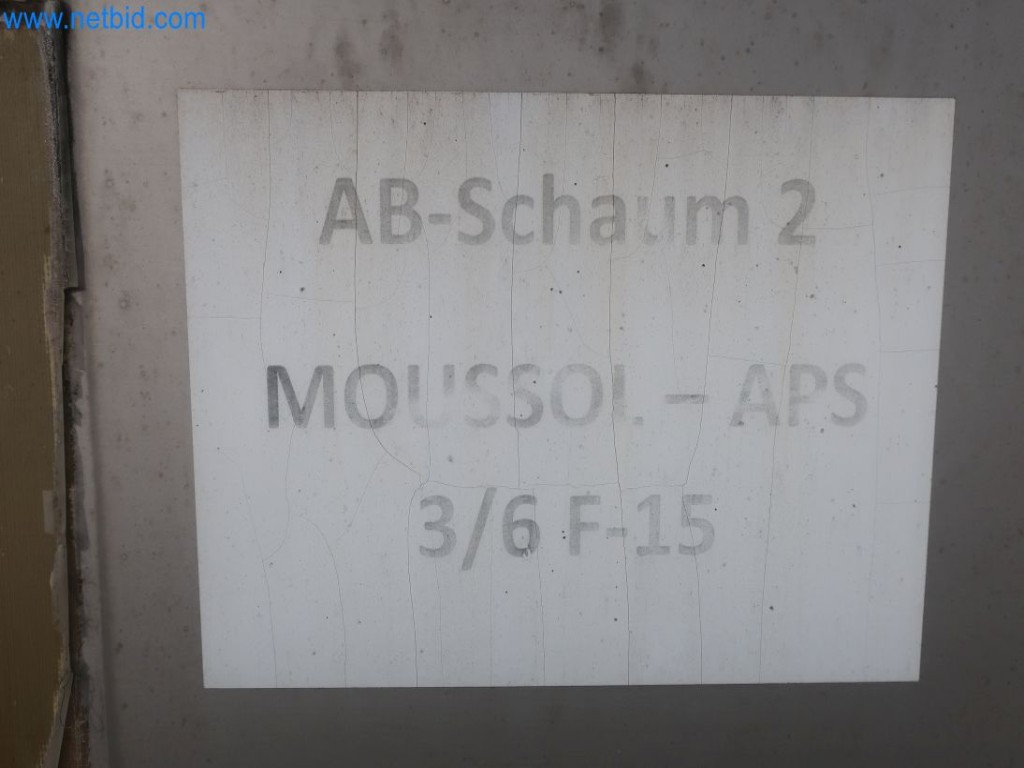 www.netbid.com
AB-Schaum 2
MOUSSOL – APS
3/6 F-15